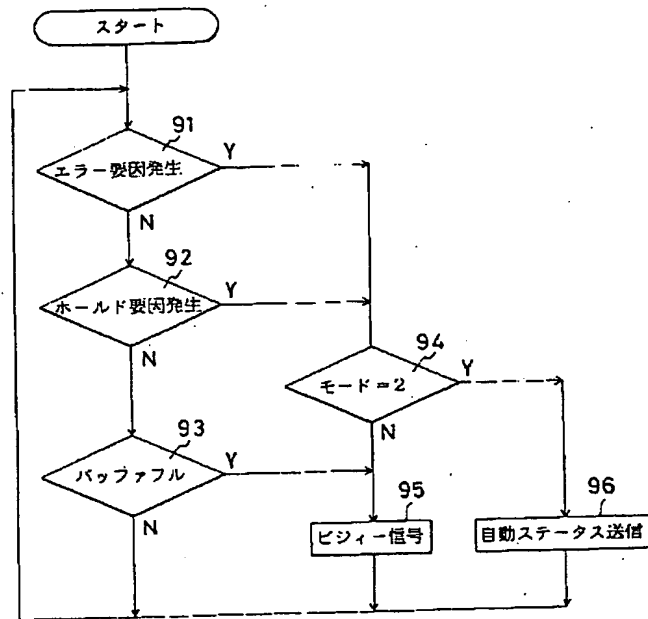 スタート
91
エラー要因発生
Y
N
92
ホールド要因発生
Y
N
94
モード=2
Y
N
93
バッファフル
Y
N
95
ビジィー信号
96
自動ステータス送信